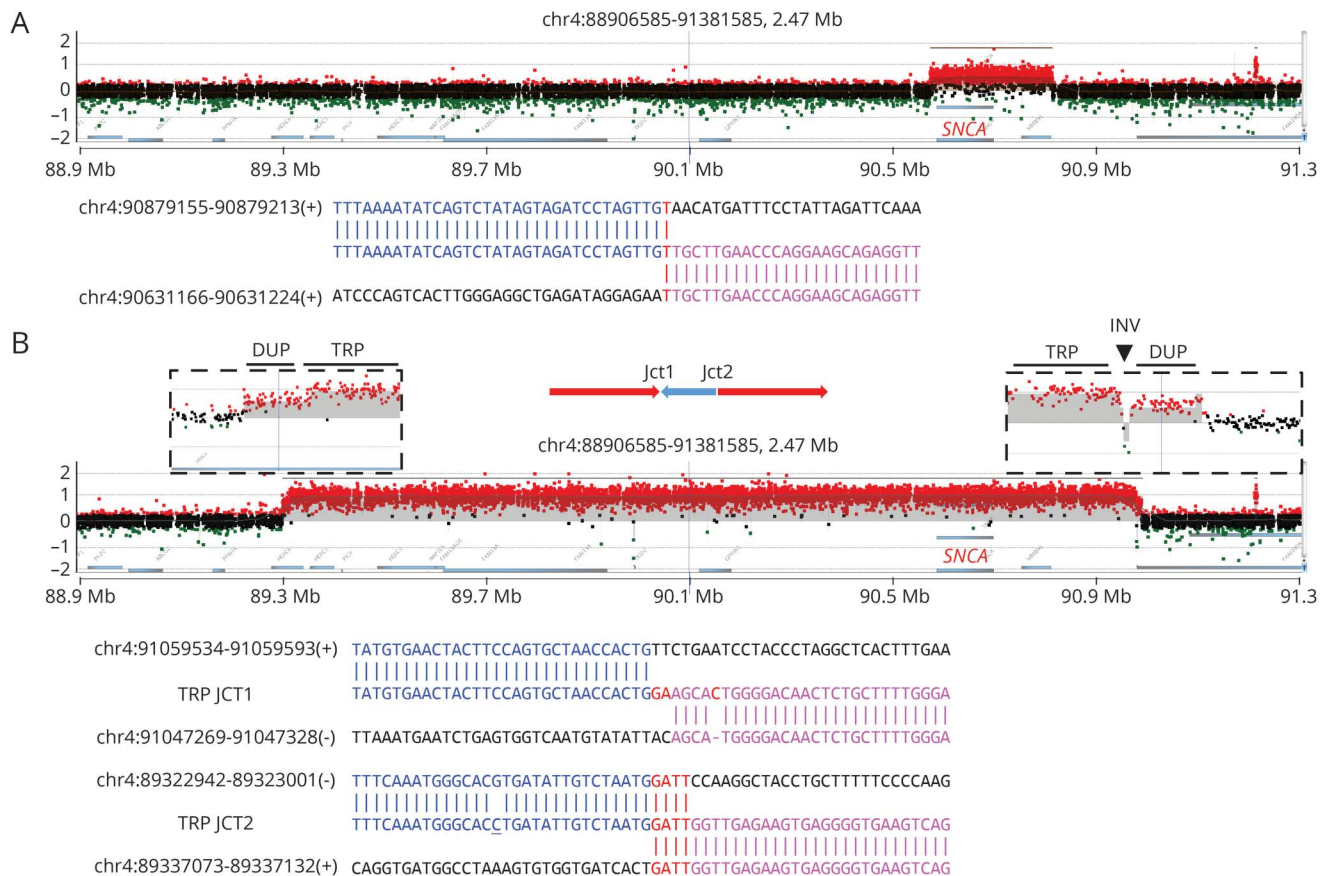 A
chr4:88906585-91381585, 2.47 Mb
2
1
0
−1
−2
SNCA
88.9 Mb 89.3 Mb 89.7 Mb 90.1 Mb 90.5 Mb 90.9 Mb 91.3
chr4:90879155-90879213(+) TTTAAAATATCAGTCTATAGTAGATCCTAGTTGTAACATGATTTCCTATTAGATTCAAA
TTTAAAATATCAGTCTATAGTAGATCCTAGTTGTTGCTTGAACCCAGGAAGCAGAGGTT
chr4:90631166-90631224(+) ATCCCAGTCACTTGGGAGGCTGAGATAGGAGAATTGCTTGAACCCAGGAAGCAGAGGTT
B
DUP TRP
Jct1 Jct2
INV
TRP DUP
chr4:88906585-91381585, 2.47 Mb
2
1
0
−1
−2
SNCA
88.9 Mb 89.3 Mb 89.7 Mb 90.1 Mb 90.5 Mb 90.9 Mb 91.3
chr4:91059534-91059593(+) TATGTGAACTACTTCCAGTGCTAACCACTGTTCTGAATCCTACCCTAGGCTCACTTTGAA
TRP JCT1 TATGTGAACTACTTCCAGTGCTAACCACTGGAAGCACTGGGGACAACTCTGCTTTTGGGA
chr4:91047269-91047328(-) TTAAATGAATCTGAGTGGTCAATGTATATTACAGCA-TGGGGACAACTCTGCTTTTGGGA
chr4:89322942-89323001(-) TTTCAAATGGGCACGTGATATTGTCTAATGGATTCCAAGGCTACCTGCTTTTTCCCCAAG
TRP JCT2 TTTCAAATGGGCACCTGATATTGTCTAATGGATTGGTTGAGAAGTGAGGGGTGAAGTCAG
chr4:89337073-89337132(+) CAGGTGATGGCCTAAAGTGTGGTGATCACTGATTGGTTGAGAAGTGAGGGGTGAAGTCAG